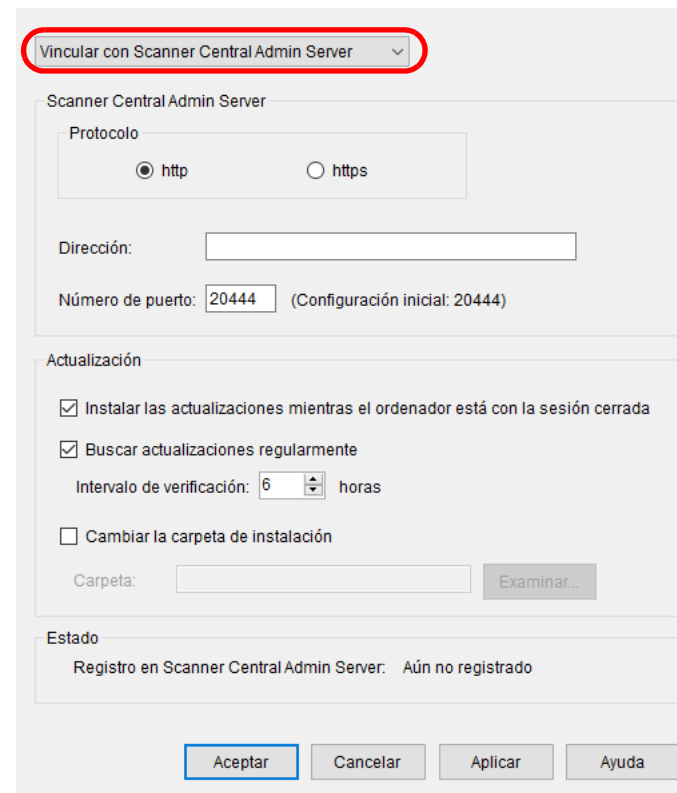 Vincular con Scanner Central Admin Server
Scanner Central Admin Server
Protocolo
http https
Dirección:
Número de puerto: 20444 (Configuración inicial: 20444)
Actualización
Instalar las actualizaciones mientras el ordenador está con la sesión cerrada
Buscar actualizaciones regularmente
Intervalo de verificación: 6 horas
Cambiar la carpeta de instalación
Carpeta: Examinar...
Estado
Registro en Scanner Central Admin Server: Aún no registrado
Aceptar Cancelar Aplicar Ayuda